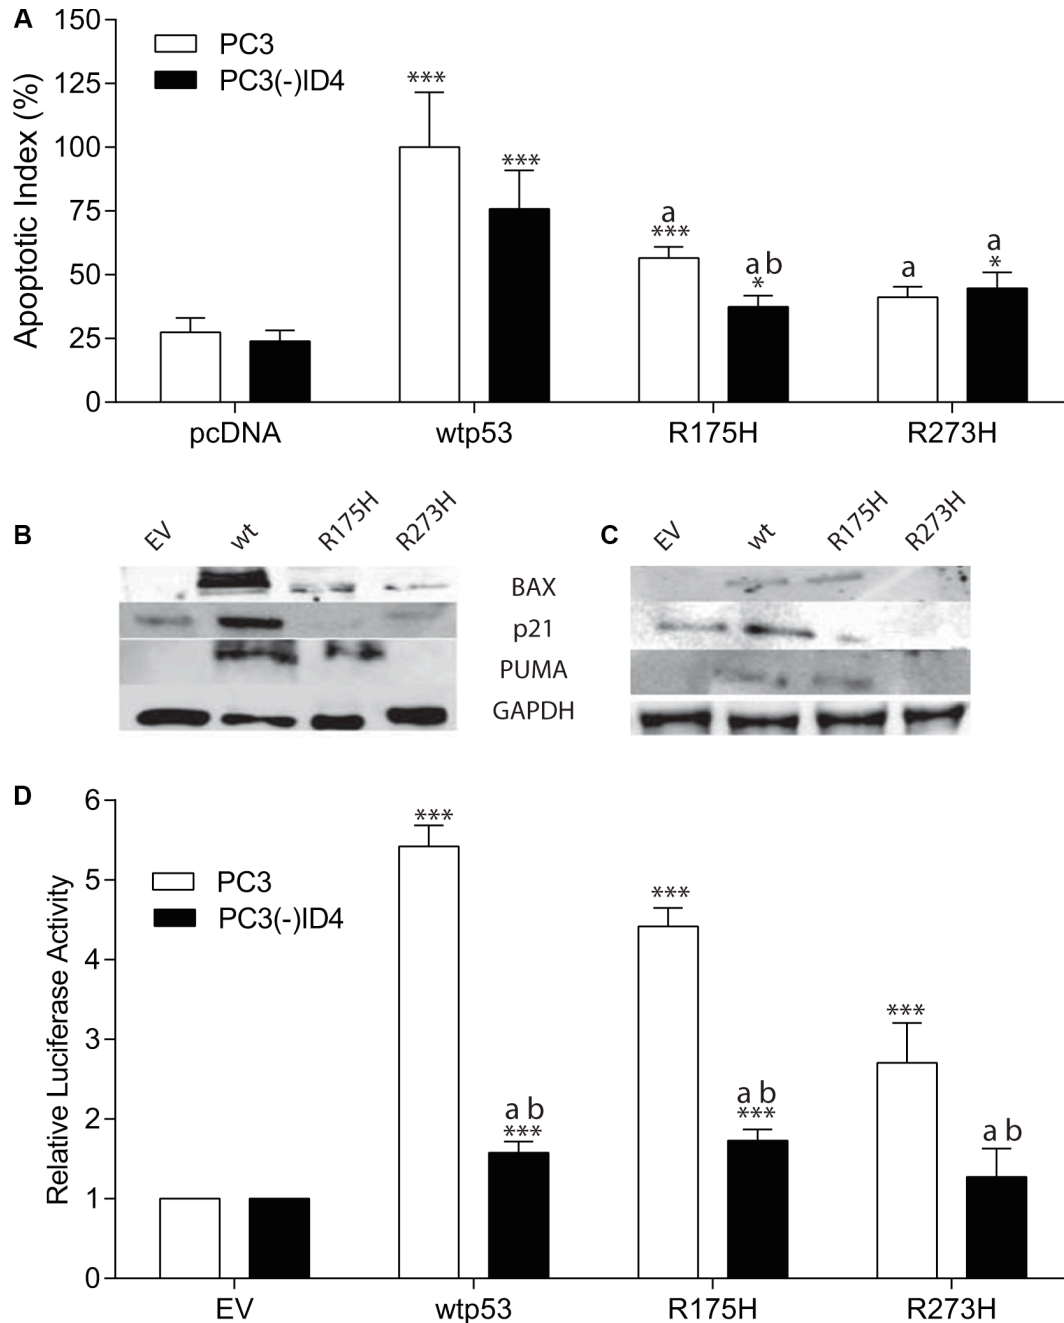 A
Apoptotic Index (%)
150
125
100
75
50
25
0
PC3
PC3(-)ID4
***
***
a
***
a b
*
a
a
*
pcDNA
wtp53
R175H
R273H
B
EV
wt
R175H
R273H
C
EV
wt
R175H
R273H
BAX
p21
PUMA
GAPDH
D
Relative Luciferase Activity
6
5
4
3
2
1
0
PC3
PC3(-)ID4
***
a b
***
***
a b
***
***
a b
EV
wtp53
R175H
R273H